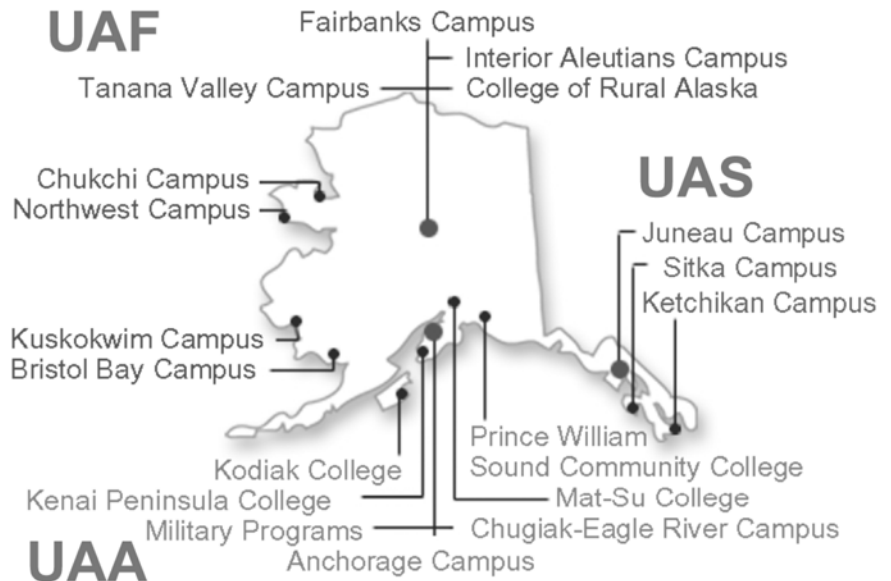 UAF
Fairbanks Campus
Interior Aleutians Campus
Tanana Valley Campus
College of Rural Alaska
Chukchi Campus
Northwest Campus
UAS
Juneau Campus
Sitka Campus
Ketchikan Campus
Kuskokwim Campus
Bristol Bay Campus
Prince William
Sound Community College
Kodiak College
Kenai Peninsula College
Mat-Su College
Military Programs
Chugiak-Eagle River Campus
Anchorage Campus
UAA